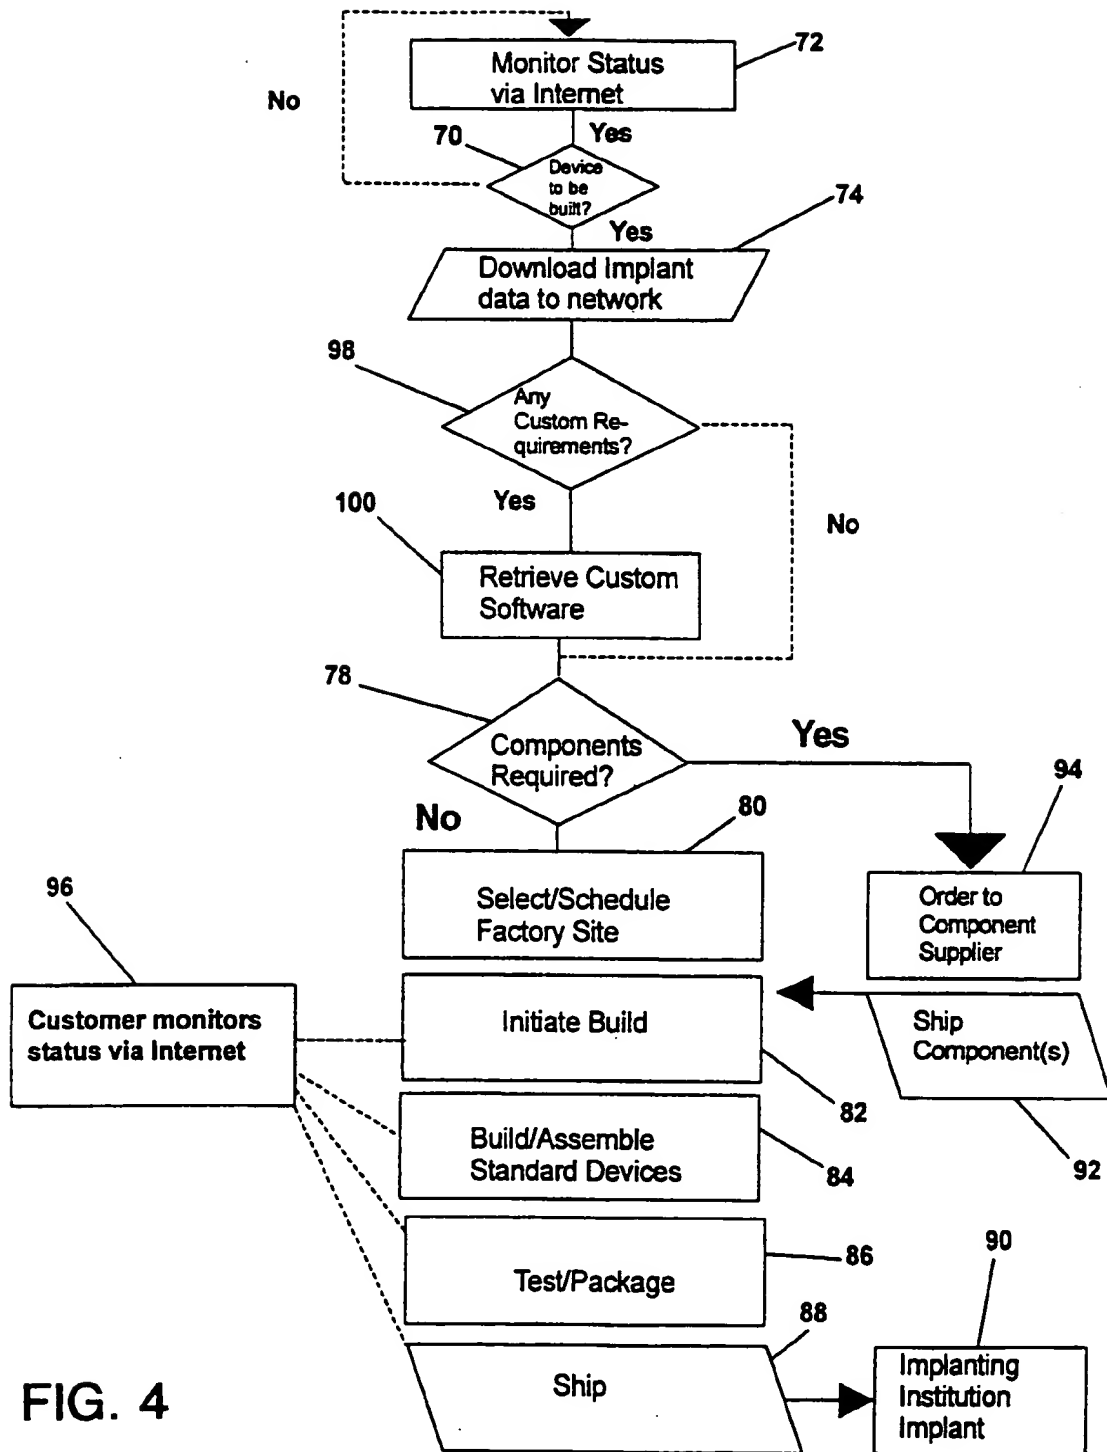 72
Monitor Status
via Internet
No
Yes
70
Device
to be
built?
74
Yes
Download Implant
data to network
98
Any
Custom Re-
quirements?
Yes
100
No
Retrieve Custom
Software
78
Components
Required?
Yes
94
No
80
Order to
Component
Supplier
96
Select/Schedule
Factory Site
Customer monitors
status via Internet
Initiate Build
Ship
Component(s)
82
92
Build/Assemble
Standard Devices
84
Test/Package
86
90
88
Ship
Implanting
Institution
Implant
FIG. 4